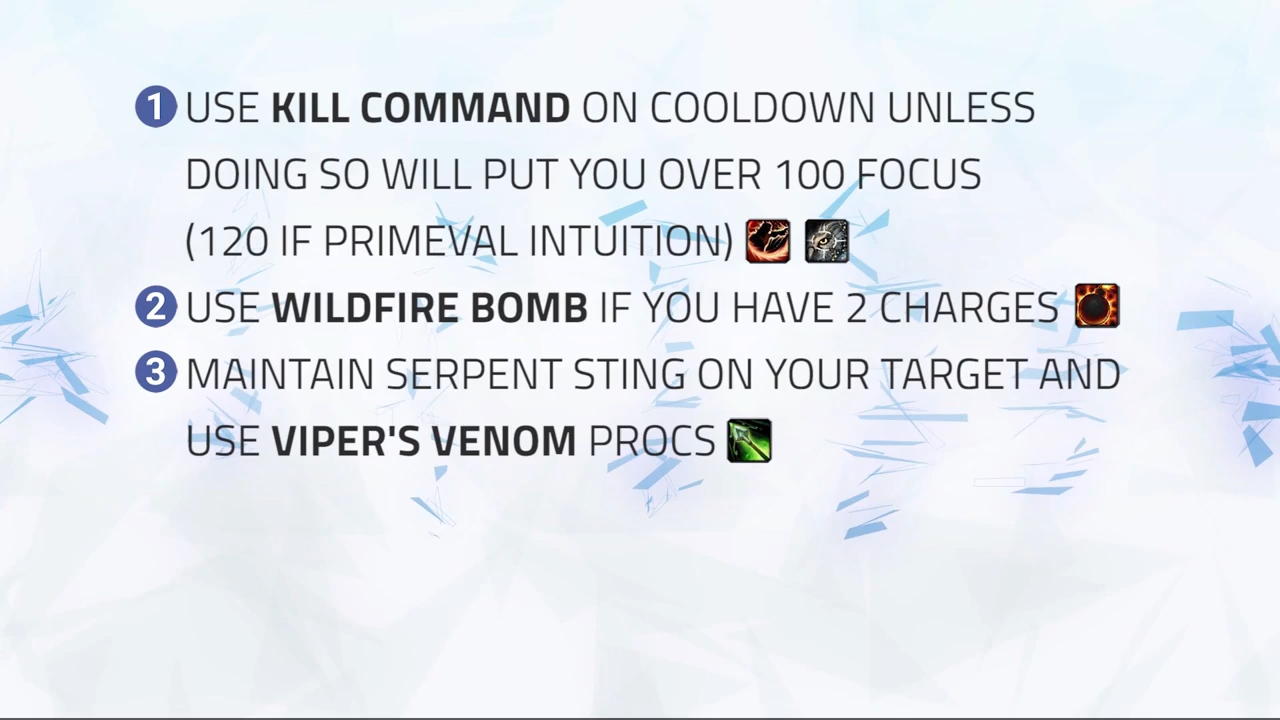 1 USE KILL COMMAND ON COOLDOWN UNLESS
DOING SO WILL PUT YOU OVER 100 FOCUS
(120 IF PRIMEVAL INTUITION)
2 USE WILDFIRE BOMB IF YOU HAVE 2 CHARGES
3 MAINTAIN SERPENT STING ON YOUR TARGET AND
USE VIPER'S VENOM PROCS